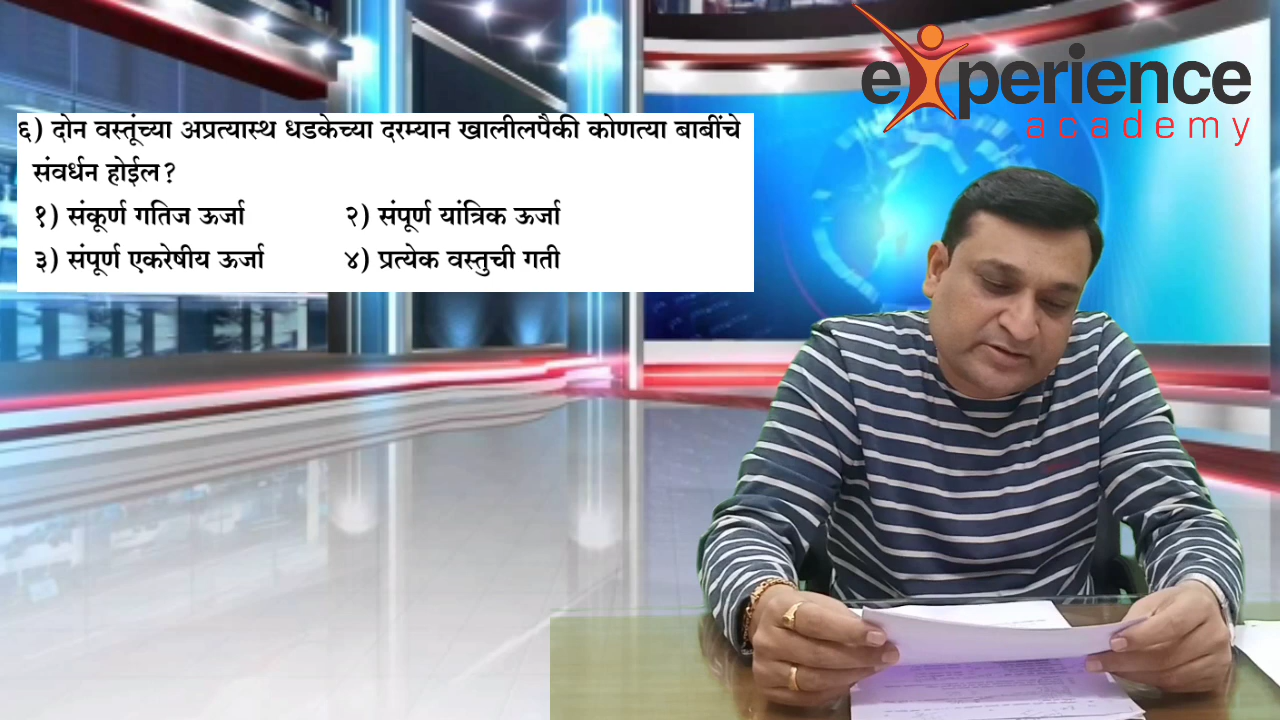 experience
academy
६) दोन वस्तूंच्या अप्रत्यास्थ धडकेच्या दरम्यान खालीलपैकी कोणत्या बाबींचे
संवर्धन होईल?
१) संकूर्ण गतिज ऊर्जा २) संपूर्ण यांत्रिक ऊर्जा
३) संपूर्ण एकरेषीय ऊर्जा ४) प्रत्येक वस्तुची गती